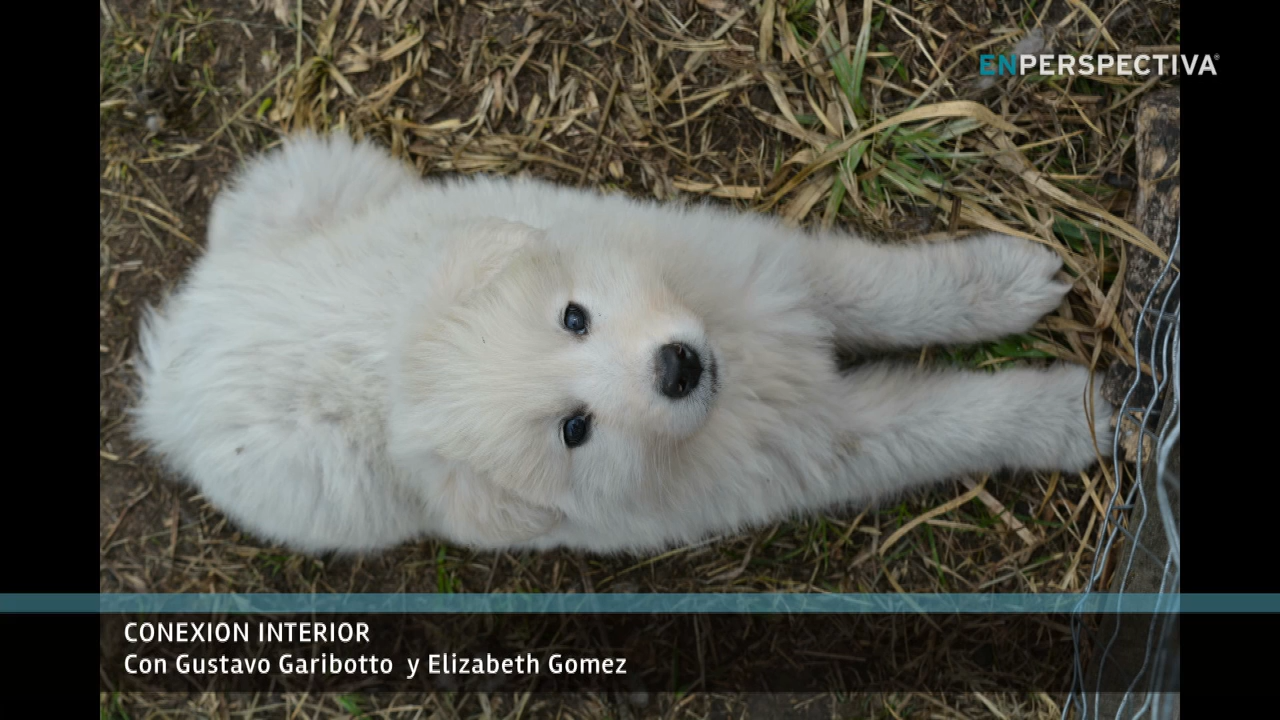 ENPERSPECTIVA®
CONEXION INTERIOR
Con Gustavo Garibotto y Elizabeth Gomez